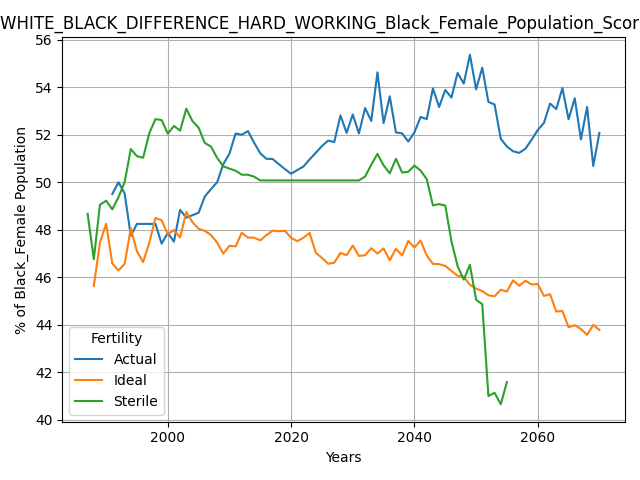 WHITE_BLACK_DIFFERENCE_HARD_WORKING_Black_Female_Population_Scor
56
54
52
50
48
46
44
42
40
% of Black_Female Population
Fertility
Actual
Ideal
Sterile
2000
2020
2040
2060
Years